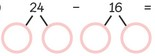 24 - 16 =